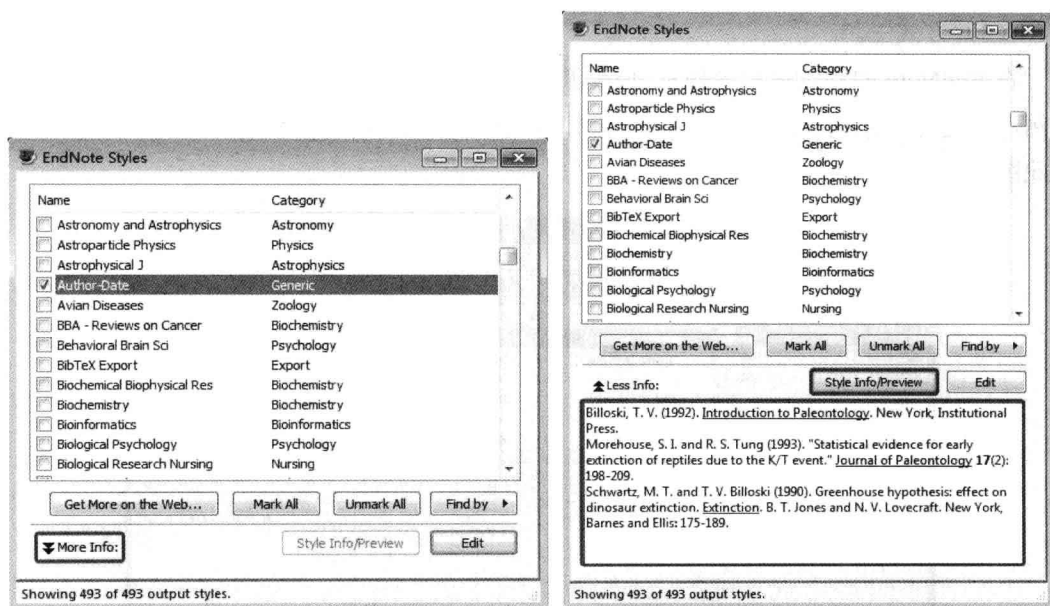 EndNote Styles
Name Category
Astronomy and Astrophysics Astronomy
Astroparticle Physics Physics
Astrophysical J Astrophysics
Author-Date Generic
Avian Diseases Zoology
BBA - Reviews on Cancer Biochemistry
Behavioral Brain Sci Psychology
BibTeX Export Export
Biochemical Biophysical Res Biochemistry
Biochemistry Biochemistry
Bioinformatics Bioinformatics
Biological Psychology Psychology
Biological Research Nursing Nursing
Get More on the Web... Mark All Unmark All Find by
More Info: Style Info/Preview Edit
Showing 493 of 493 output styles.
EndNote Styles
Name Category
Astronomy and Astrophysics Astronomy
Astroparticle Physics Physics
Astrophysical J Astrophysics
Author-Date Generic
Avian Diseases Zoology
BBA - Reviews on Cancer Biochemistry
Behavioral Brain Sci Psychology
BibTeX Export Export
Biochemical Biophysical Res Biochemistry
Biochemistry Biochemistry
Bioinformatics Bioinformatics
Biological Psychology Psychology
Biological Research Nursing Nursing
Get More on the Web... Mark All Unmark All Find by
Less Info: Style Info/Preview Edit
Billoski, T. V. (1992). Introduction to Paleontology. New York, Institutional
Press.
Morehouse, S. I. and R. S. Tung (1993). "Statistical evidence for early
extinction of reptiles due to the K/T event." Journal of Paleontology 17(2):
198-209.
Schwartz, M. T. and T. V. Billoski (1990). Greenhouse hypothesis: effect on
dinosaur extinction. Extinction. B. T. Jones and N. V. Lovecraft. New York,
Barnes and Ellis: 175-189.
Showing 493 of 493 output styles.